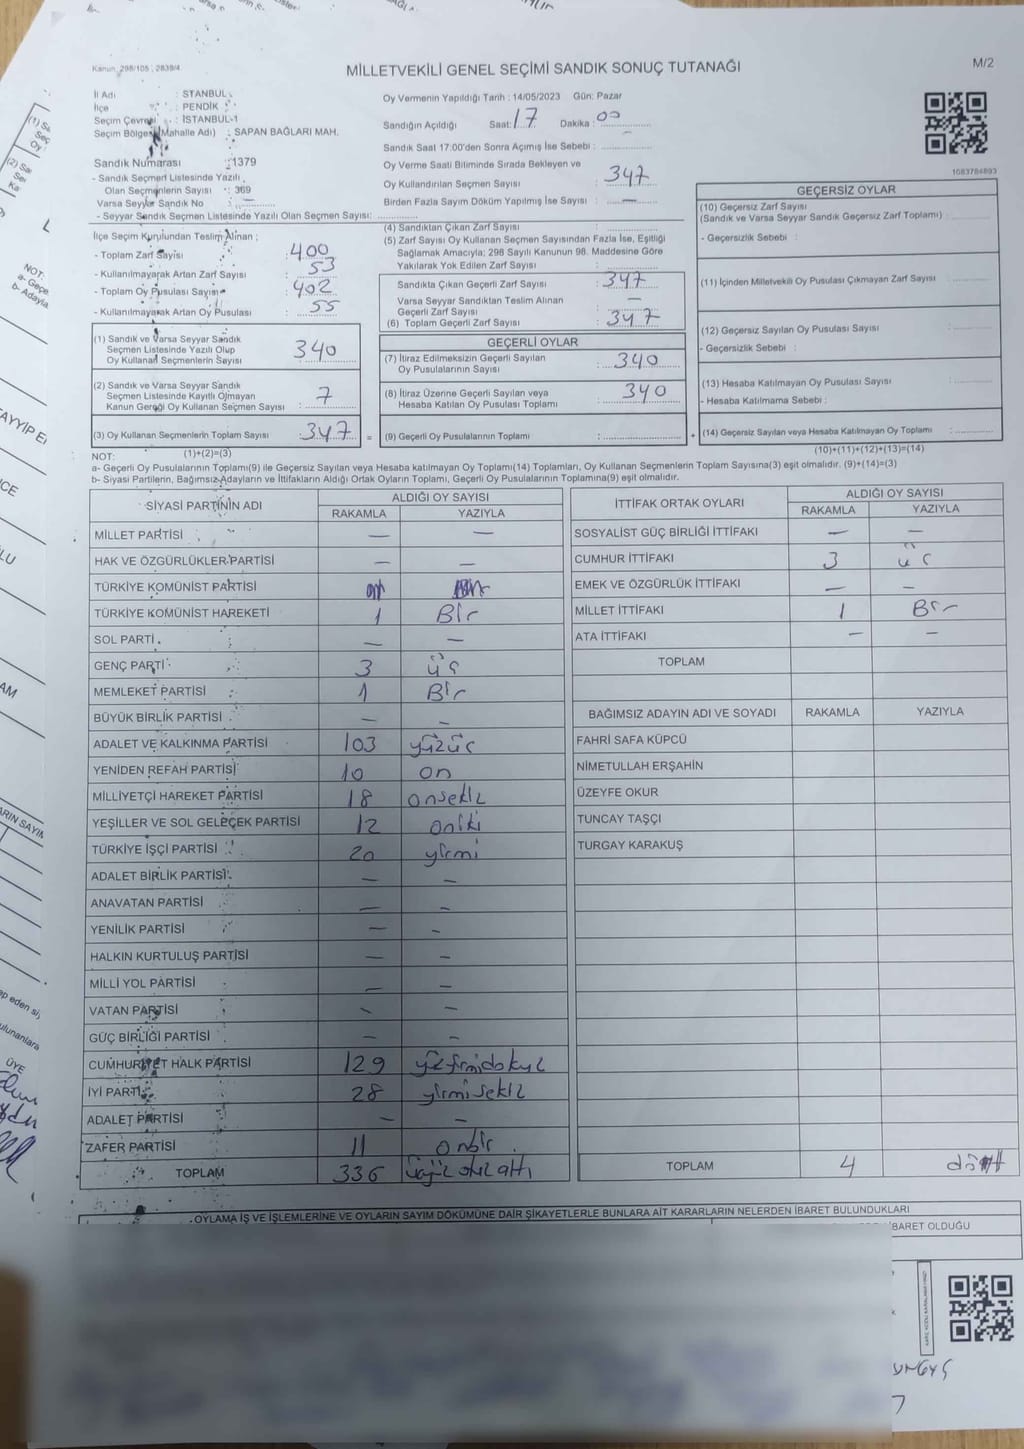 Kanun 298/105, 2839/4
MİLLETVEKİLİ GENEL SEÇİMİ SANDIK SONUÇ TUTANAĞI
M/2
İl Adı : STANBUL
İlçe : PENDİK
Seçim Çevresi : İSTANBUL-1
Seçim Bölgesi (Mahalle Adı) : SAPAN BAĞLARI MAH.
Sandık Numarası : 1379
- Sandık Seçmen Listesinde Yazılı
Olan Seçmenlerin Sayısı : 369
Varsa Seyyar Sandık No :
- Seyyar Sandık Seçmen Listesinde Yazılı Olan Seçmen Sayısı:
Oy Vermenin Yapıldığı Tarih : 14/05/2023 Gün: Pazar
Sandığın Açıldığı Saat: 17 Dakika : 00
Sandık Saat 17:00'den Sonra Açımış İse Sebebi :
Oy Verme Saati Bitiminde Sırada Bekleyen ve
Oy Kullandırılan Seçmen Sayısı : 347
Birden Fazla Sayım Döküm Yapılmış İse Sayısı : —
1083784893
İlçe Seçim Kurulundan Teslim Alınan :
- Toplam Zarf Sayısı : 400
- Kullanılmayarak Artan Zarf Sayısı : 53
- Toplam Oy Pusulası Sayısı : 402
- Kullanılmayarak Artan Oy Pusulası : 55
(1) Sandık ve Varsa Seyyar Sandık
Seçmen Listesinde Yazılı Olup
Oy Kullanan Seçmenlerin Sayısı : 340
(2) Sandık ve Varsa Seyyar Sandık
Seçmen Listesinde Kayıtlı Olmayan
Kanun Gereği Oy Kullanan Seçmen Sayısı : 7
(3) Oy Kullanan Seçmenlerin Toplam Sayısı : 347 =
(1)+(2)=(3)
(4) Sandıktan Çıkan Zarf Sayısı :
(5) Zarf Sayısı Oy Kullanan Seçmen Sayısından Fazla İse, Eşitliği
Sağlamak Amacıyla; 298 Sayılı Kanunun 98. Maddesine Göre
Yakılarak Yok Edilen Zarf Sayısı :
Sandıkta Çıkan Geçerli Zarf Sayısı : 347
Varsa Seyyar Sandıktan Teslim Alınan
Geçerli Zarf Sayısı : —
(6) Toplam Geçerli Zarf Sayısı : 347
GEÇERLİ OYLAR
(7) İtiraz Edilmeksizin Geçerli Sayılan
Oy Pusulalarının Sayısı : 340
(8) İtiraz Üzerine Geçerli Sayılan veya
Hesaba Katılan Oy Pusulası Toplamı : 340
(9) Geçerli Oy Pusulalarının Toplamı : +
GEÇERSİZ OYLAR
(10) Geçersiz Zarf Sayısı
(Sandık ve Varsa Seyyar Sandık Geçersiz Zarf Toplamı) :
- Geçersizlik Sebebi :
(11) İçinden Milletvekili Oy Pusulası Çıkmayan Zarf Sayısı :
(12) Geçersiz Sayılan Oy Pusulası Sayısı :
- Geçersizlik Sebebi :
(13) Hesaba Katılmayan Oy Pusulası Sayısı :
- Hesaba Katılmama Sebebi :
(14) Geçersiz Sayılan veya Hesaba Katılmayan Oy Toplamı :
(10)+(11)+(12)+(13)=(14)
NOT:
a- Geçerli Oy Pusulasının Toplamı(9) ile Geçersiz Sayılan veya Hesaba katılmayan Oy Toplamı(14) Toplamları, Oy Kullanan Seçmenlerin Toplam Sayısına(3) eşit olmalıdır. (9)+(14)=(3)
b- Siyasi Partilerin, Bağımsız Adayların ve İttifakların Aldığı Ortak Oyların Toplamı, Geçerli Oy Pusulalarının Toplamına(9) eşit olmalıdır.
SİYASİ PARTİNİN ADI ALDIĞI OY SAYISI
RAKAMLA YAZIYLA
MİLLET PARTİSİ — —
HAK VE ÖZGÜRLÜKLER PARTİSİ — —
TÜRKİYE KOMÜNİST PARTİSİ
TÜRKİYE KOMÜNİST HAREKETİ 1 Bir
SOL PARTİ — —
GENÇ PARTİ 3 üç
MEMLEKET PARTİSİ 1 Bir
BÜYÜK BİRLİK PARTİSİ — —
ADALET VE KALKINMA PARTİSİ 103 yüzüç
YENİDEN REFAH PARTİSİ 10 on
MİLLİYETÇİ HAREKET PARTİSİ 18 onsekiz
YEŞİLLER VE SOL GELECEK PARTİSİ 12 oniki
TÜRKİYE İŞÇİ PARTİSİ 20 yirmi
ADALET BİRLİK PARTİSİ — —
ANAVATAN PARTİSİ — —
YENİLİK PARTİSİ — —
HALKIN KURTULUŞ PARTİSİ — —
MİLLİ YOL PARTİSİ — —
VATAN PARTİSİ — —
GÜÇ BİRLİĞİ PARTİSİ — —
CUMHURİYET HALK PARTİSİ 129 yüzyirmidokuz
İYİ PARTİ 28 yirmisekiz
ADALET PARTİSİ — —
ZAFER PARTİSİ 11 onbir
TOPLAM 336 üçyüz otuz altı
İTTİFAK ORTAK OYLARI ALDIĞI OY SAYISI
RAKAMLA YAZIYLA
SOSYALİST GÜÇ BİRLİĞİ İTTİFAKI — —
CUMHUR İTTİFAKI 3 üç
EMEK VE ÖZGÜRLÜK İTTİFAKI — —
MİLLET İTTİFAKI 1 Bir
ATA İTTİFAKI — —
TOPLAM
BAĞIMSIZ ADAYIN ADI VE SOYADI RAKAMLA YAZIYLA
FAHRİ SAFA KÜPCÜ
NİMETULLAH ERŞAHİN
ÜZEYFE OKUR
TUNCAY TAŞÇI
TURGAY KARAKUŞ
TOPLAM 4 dört
OYLAMA İŞ VE İŞLEMLERİNE VE OYLARIN SAYIM DÖKÜMÜNE DAİR ŞİKAYETLERLE BUNLARA AİT KARARLARIN NELERDEN İBARET BULUNDUKLARI
İBARET OLDUĞU